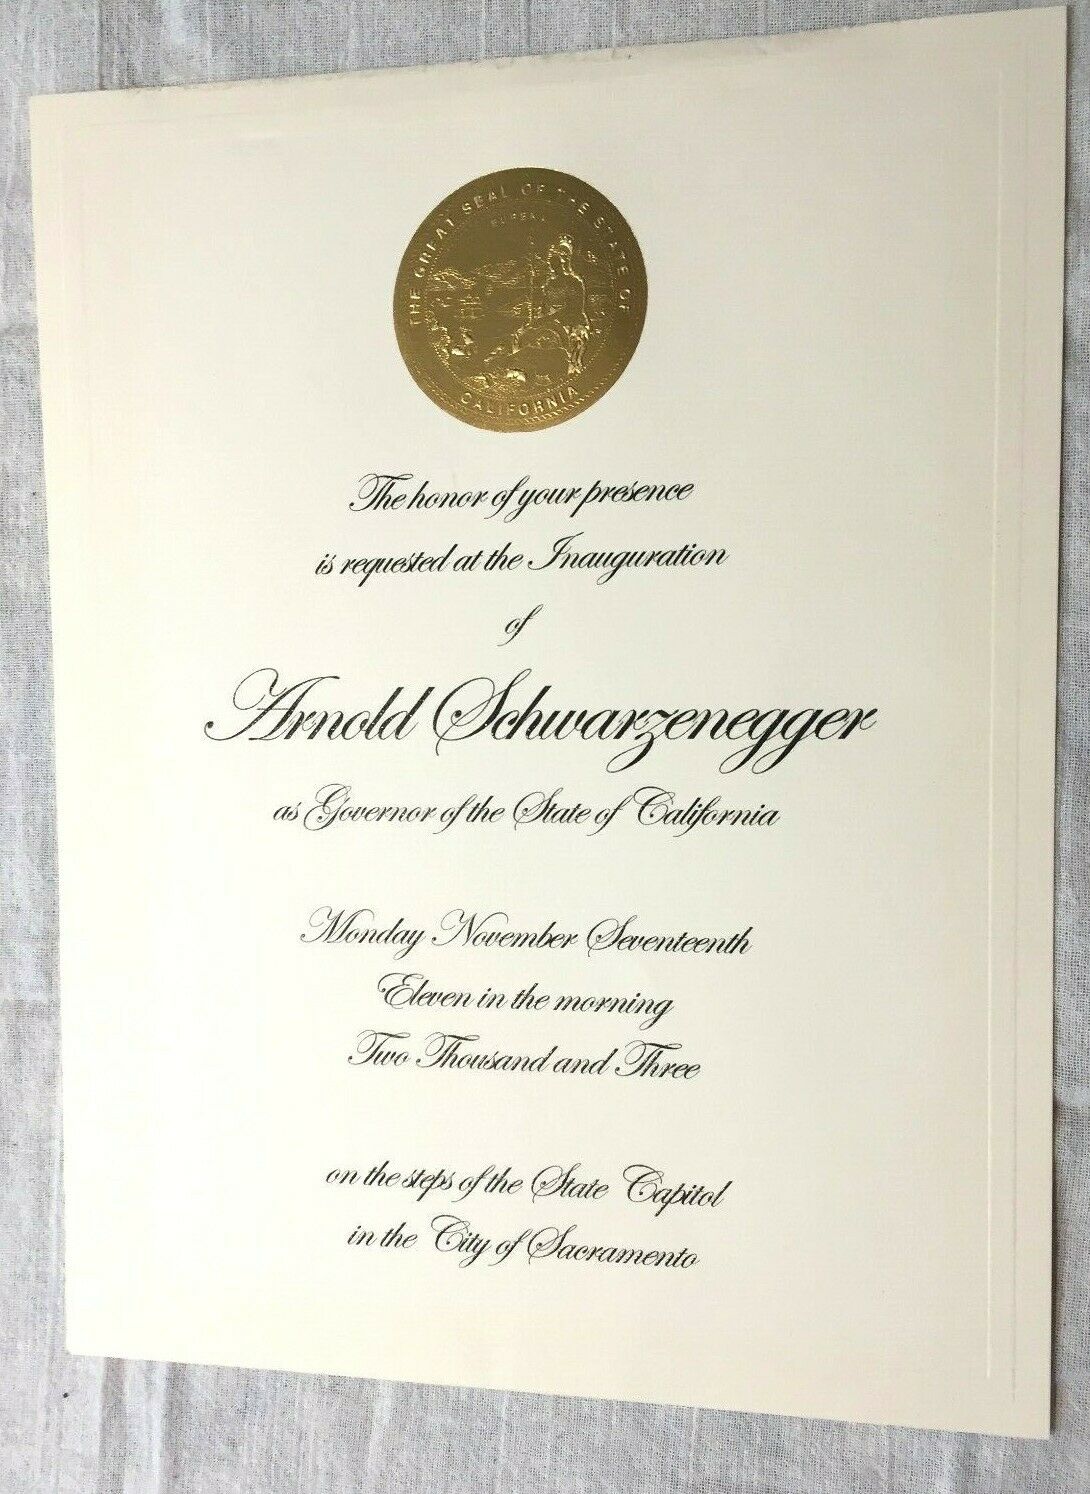 THE GREAT SEAL OF THE STATE OF
EUREKA
CALIFORNIA
The honor of your presence
is requested at the Inauguration
of
Arnold Schwarzenegger
as Governor of the State of California
Monday November Seventeenth
Eleven in the morning
Two Thousand and Three
on the steps of the State Capitol
in the City of Sacramento